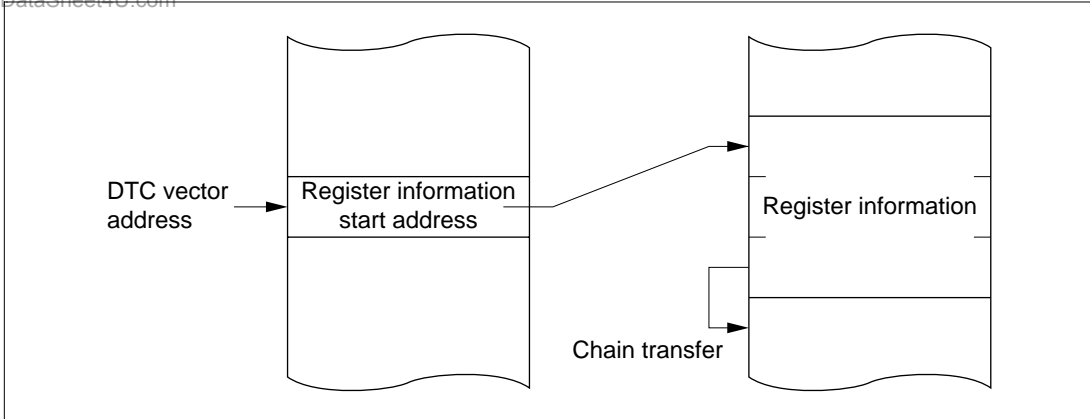 DataSheet4U.com
DTC vector
address
Register information
start address
Register information
Chain transfer